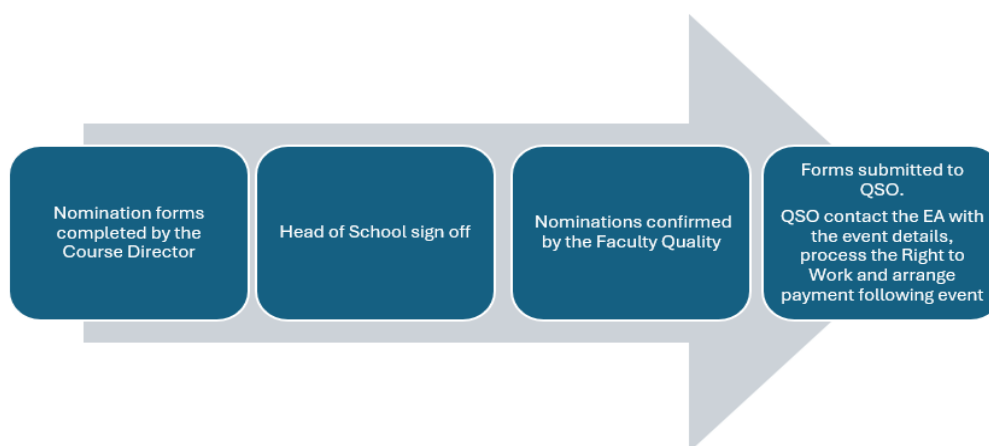 Nomination forms
completed by the
Course Director
Head of School sign off
Nominations confirmed
by the Faculty Quality
Forms submitted to
QSO.
QSO contact the EA with
the event details,
process the Right to
Work and arrange
payment following event